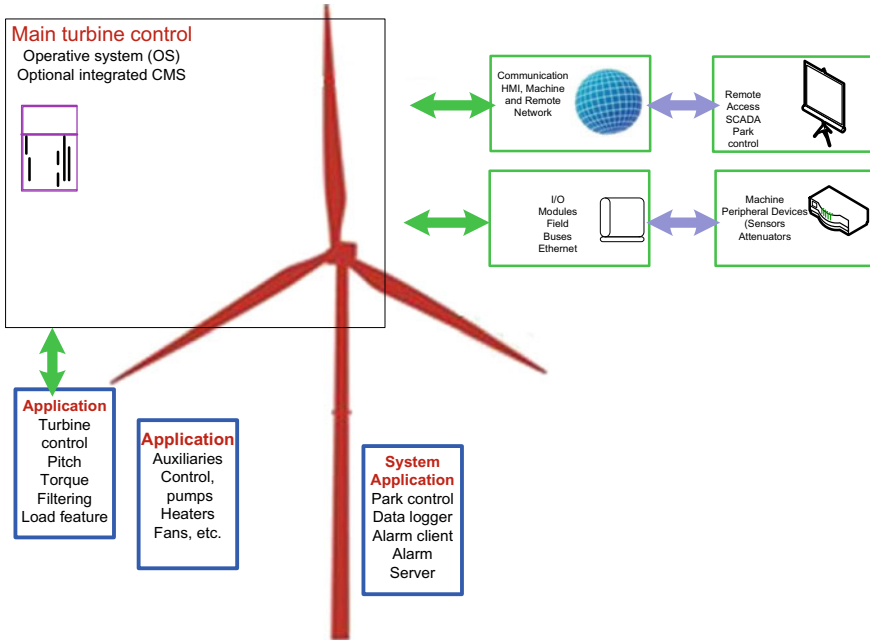 Main turbine control
Operative system (OS)
Optional integrated CMS
Communication
HMI, Machine
and Remote
Network
Remote
Access
SCADA
Park
control
I/O
Modules
Field
Buses
Ethernet
Machine
Peripheral Devices
(Sensors
Attenuators
Application
Turbine
control
Pitch
Torque
Filtering
Load feature
Application
Auxiliaries
Control,
pumps
Heaters
Fans, etc.
System
Application
Park control
Data logger
Alarm client
Alarm
Server